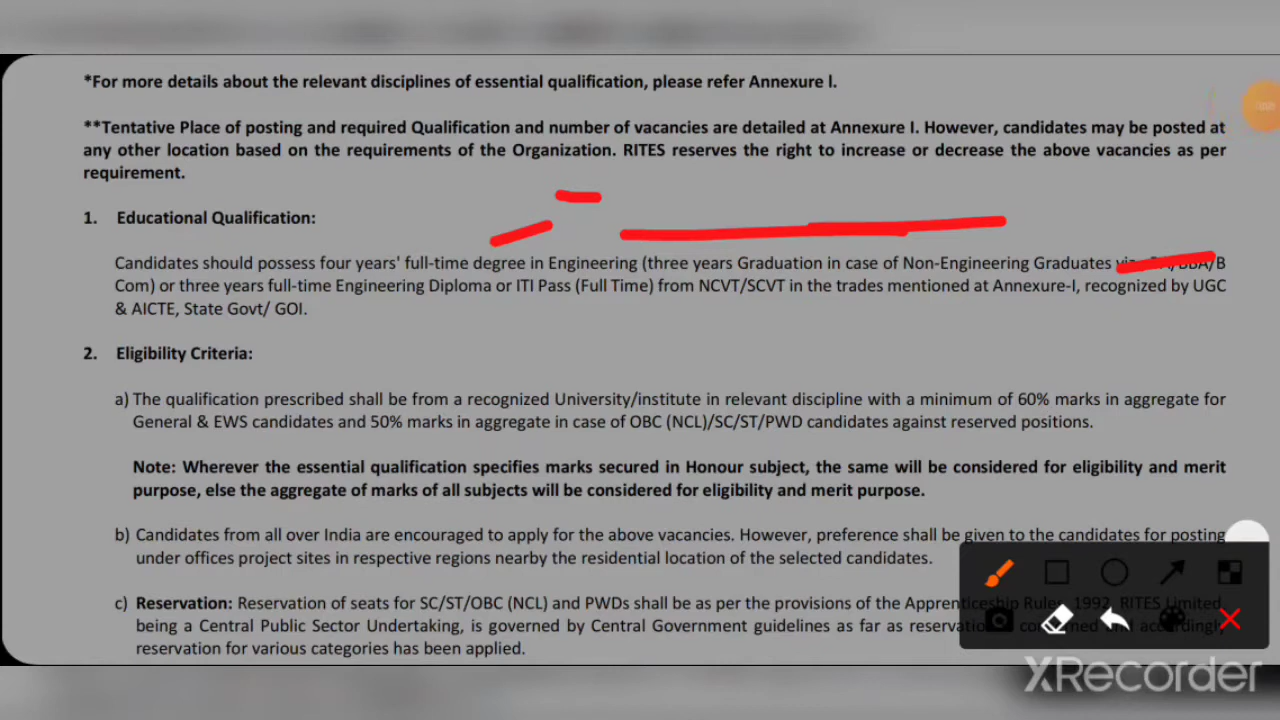 *For more details about the relevant disciplines of essential qualification, please refer Annexure I.
**Tentative Place of posting and required Qualification and number of vacancies are detailed at Annexure I. However, candidates may be posted at
any other location based on the requirements of the Organization. RITES reserves the right to increase or decrease the above vacancies as per
requirement.
1. Educational Qualification:
Candidates should possess four years' full-time degree in Engineering (three years Graduation in case of Non-Engineering Graduates /B
Com) or three years full-time Engineering Diploma or ITI Pass (Full Time) from NCVT/SCVT in the trades mentioned at Annexure-I, recognized by UGC
& AICTE, State Govt/ GOI.
2. Eligibility Criteria:
a) The qualification prescribed shall be from a recognized University/institute in relevant discipline with a minimum of 60% marks in aggregate for
General & EWS candidates and 50% marks in aggregate in case of OBC (NCL)/SC/ST/PWD candidates against reserved positions.
Note: Wherever the essential qualification specifies marks secured in Honour subject, the same will be considered for eligibility and merit
purpose, else the aggregate of marks of all subjects will be considered for eligibility and merit purpose.
b) Candidates from all over India are encouraged to apply for the above vacancies. However, preference shall be given to the candidates for posting
under offices project sites in respective regions nearby the residential location of the selected candidates.
c) Reservation: Reservation of seats for SC/ST/OBC (NCL) and PWDs shall be as per the provisions of the Apprenticeship Rules, 1992. RITES Limited,
being a Central Public Sector Undertaking, is governed by Central Government guidelines as far as accordingly
reservation for various categories has been applied.
XRecorder